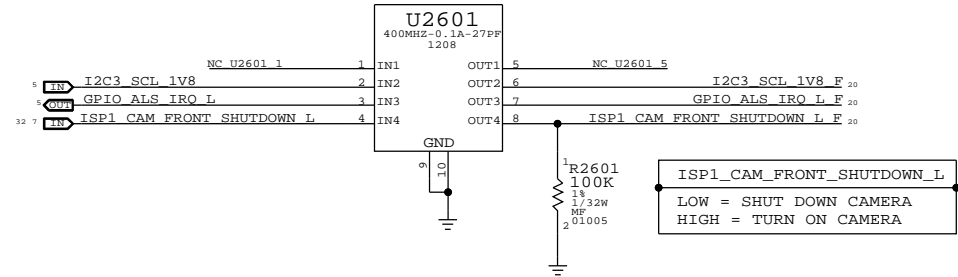 U2601
400MHZ-0.1A-27PF
1208
NC_U2601_1 1 IN1 OUT1 5 NC_U2601_5
5 IN I2C3_SCL_1V8 2 IN2 OUT2 6 I2C3_SCL_1V8_F 20
5 OUT GPIO_ALS_IRQ_L 3 IN3 OUT3 7 GPIO_ALS_IRQ_L_F 20
32 7 IN ISP1_CAM_FRONT_SHUTDOWN_L 4 IN4 OUT4 8 ISP1_CAM_FRONT_SHUTDOWN_L_F 20
GND
9 10
1 R2601
100K
1%
1/32W
MF
2 01005
ISP1_CAM_FRONT_SHUTDOWN_L
LOW = SHUT DOWN CAMERA
HIGH = TURN ON CAMERA